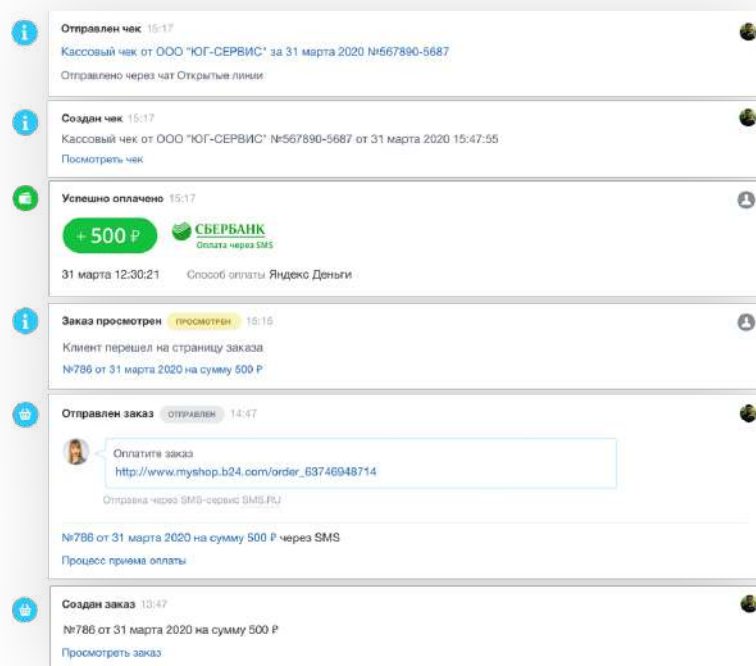 Отправлен чек 15:17
Кассовый чек от ООО "ЮГ-СЕРВИС" за 31 марта 2020 №567890-5687
Отправлено через чат Открытые линии
Создан чек 15:17
Кассовый чек от ООО "ЮГ-СЕРВИС" №567890-5687 от 31 марта 2020 15:47:55
Посмотреть чек
Успешно оплачено 15:17
+ 500 ₽ СБЕРБАНК
Оплата через SMS
31 марта 12:30:21 Способ оплаты Яндекс Деньги
Заказ просмотрен ПРОСМОТРЕН 15:15
Клиент перешел на страницу заказа
№786 от 31 марта 2020 на сумму 500 ₽
Отправлен заказ ОТПРАВЛЕН 14:47
Оплатите заказ
http://www.myshop.b24.com/order_63746948714
Отправка через SMS-сервис SMS.RU
№786 от 31 марта 2020 на сумму 500 ₽ через SMS
Процесс приема оплаты
Создан заказ 13:47
№786 от 31 марта 2020 на сумму 500 ₽
Просмотреть заказ